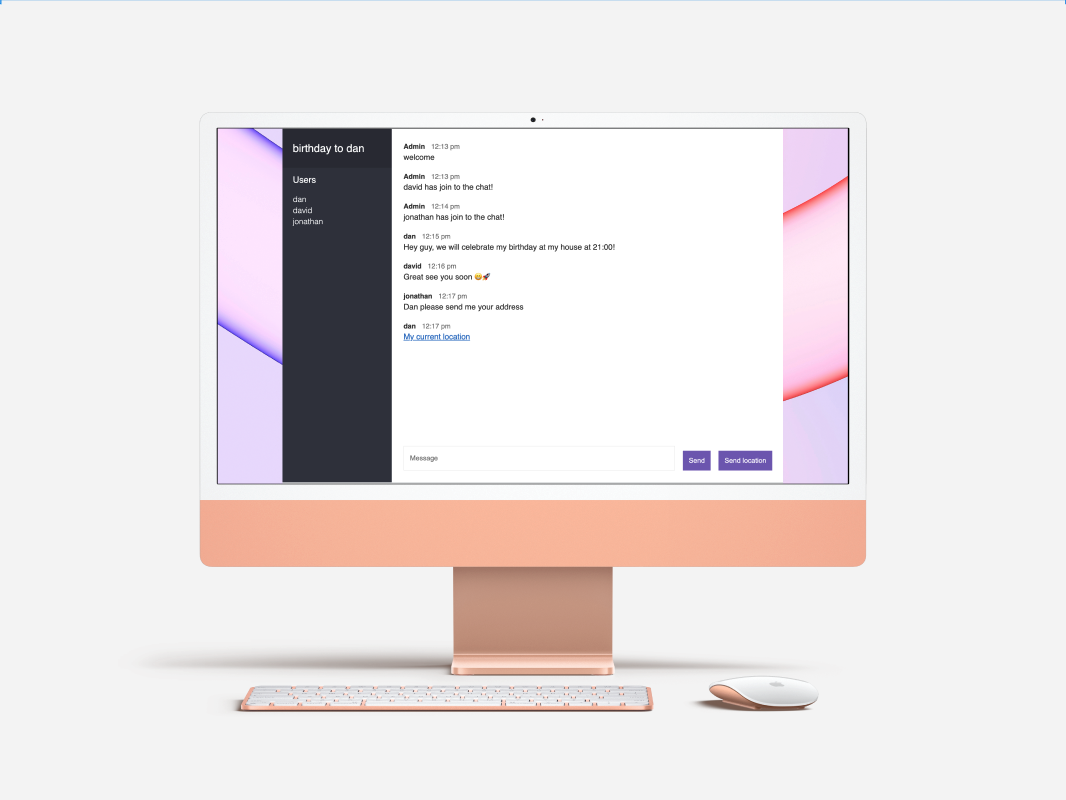 birthday to dan
Users
dan
david
jonathan
Admin 12:13 pm
welcome
Admin 12:13 pm
david has join to the chat!
Admin 12:14 pm
jonathan has join to the chat!
dan 12:15 pm
Hey guy, we will celebrate my birthday at my house at 21:00!
david 12:16 pm
Great see you soon 😀🚀
jonathan 12:17 pm
Dan please send me your address
dan 12:17 pm
My current location
Message
Send
Send location